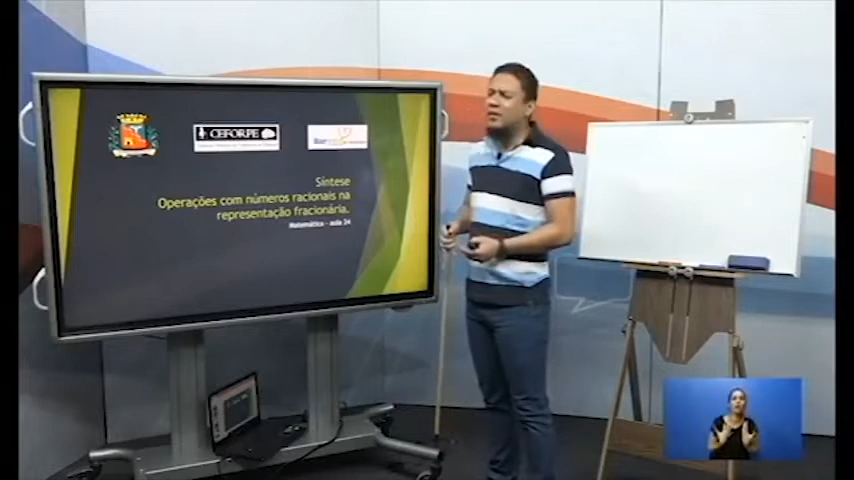 CEFORPE
Síntese
Operações com números racionais na
representação fracionária.
Matemática - aula 24